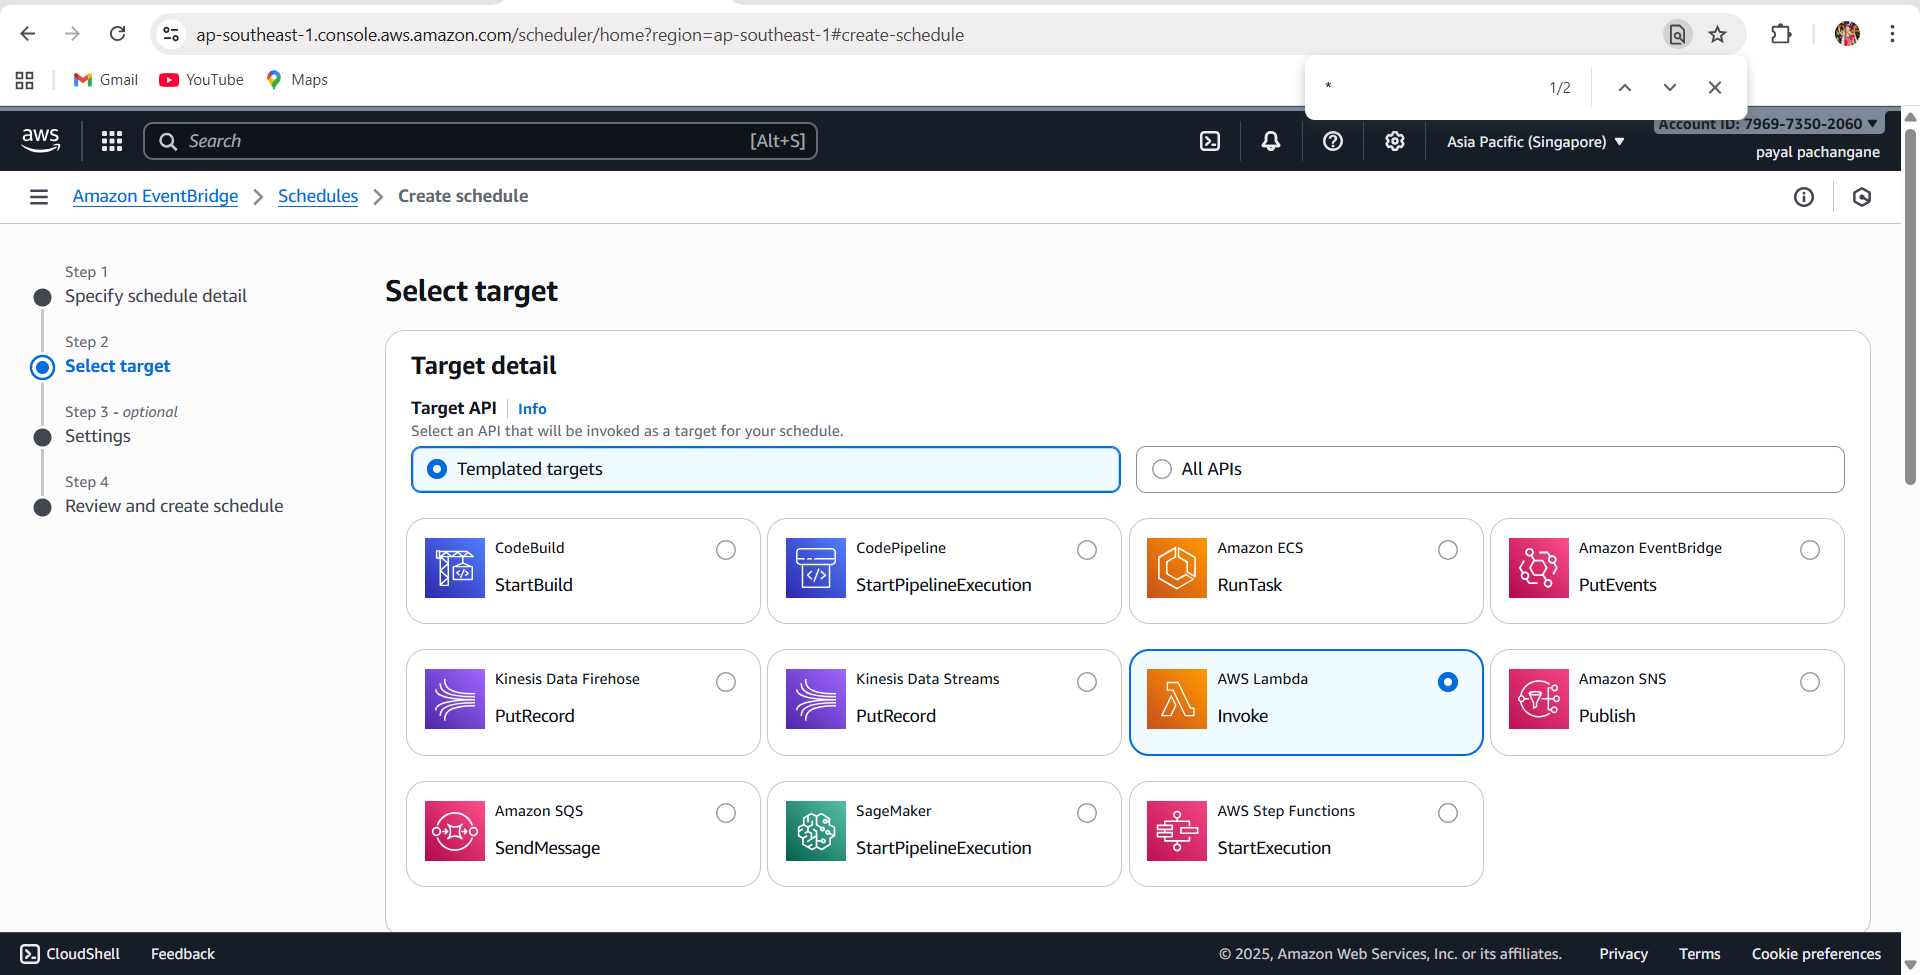 ap-southeast-1.console.aws.amazon.com/scheduler/home?region=ap-southeast-1#create-schedule
Gmail
YouTube
Maps
*
1/2
aws
Search
[Alt+S]
Asia Pacific (Singapore)
Account ID: 7969-7350-2060
payal pachangane
Amazon EventBridge
Schedules
Create schedule
Step 1
Specify schedule detail
Step 2
Select target
Step 3 - optional
Settings
Step 4
Review and create schedule
Select target
Target detail
Target API
Info
Select an API that will be invoked as a target for your schedule.
Templated targets
All APIs
CodeBuild
StartBuild
CodePipeline
StartPipelineExecution
Amazon ECS
RunTask
Amazon EventBridge
PutEvents
Kinesis Data Firehose
PutRecord
Kinesis Data Streams
PutRecord
AWS Lambda
Invoke
Amazon SNS
Publish
Amazon SQS
SendMessage
SageMaker
StartPipelineExecution
AWS Step Functions
StartExecution
CloudShell
Feedback
© 2025, Amazon Web Services, Inc. or its affiliates.
Privacy
Terms
Cookie preferences